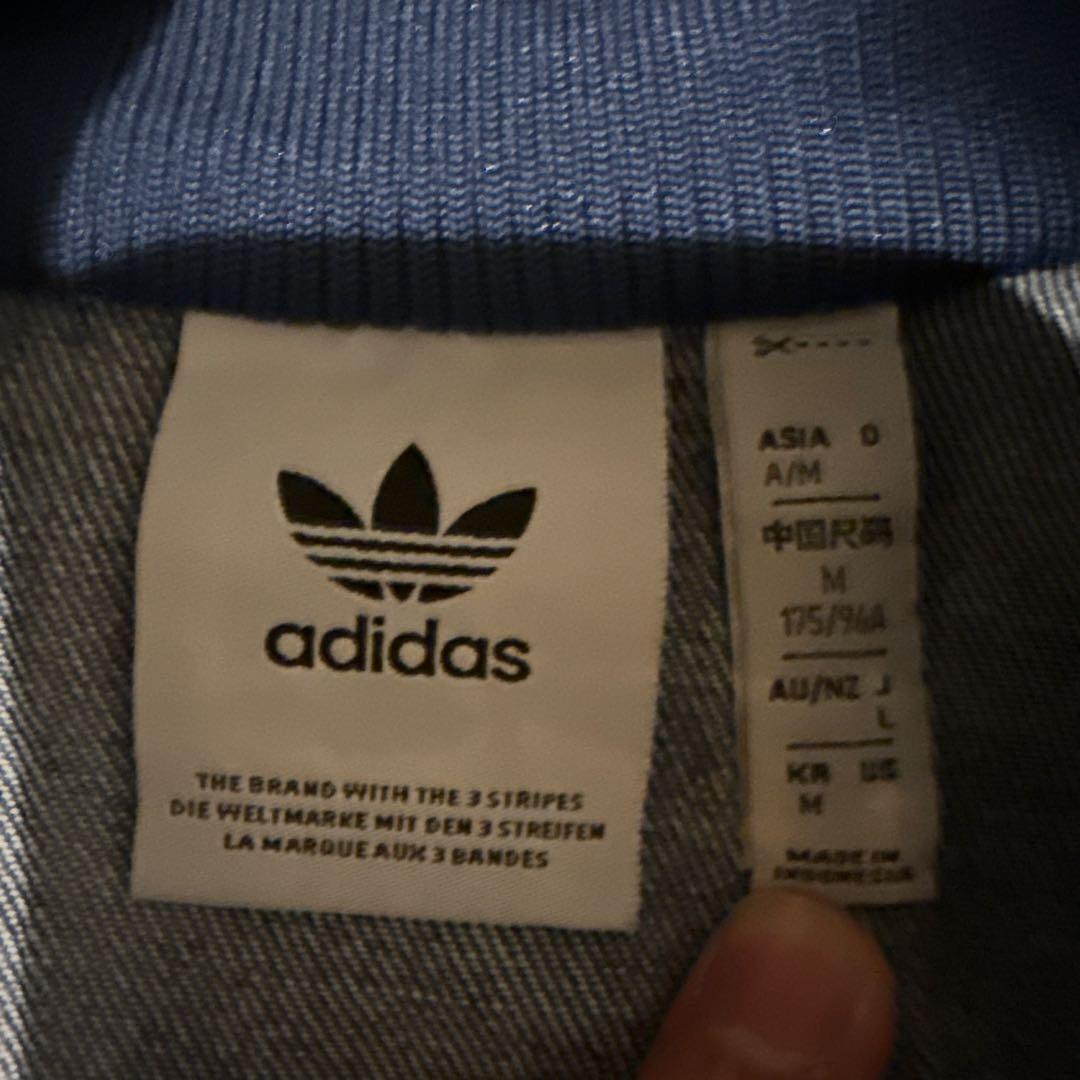 adidas
THE BRAND WITH THE 3 STRIPES
DIE WELTMARKE MIT DEN 3 STREIFEN
LA MARQUE AUX 3 BANDES
ASIA D
A/M
中国尺码
M
175/96A
AU/NZ J
L
KR US
M
MADE IN
INDONESIA